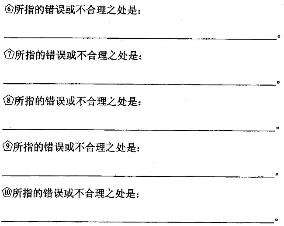 ⑥所指的错误或不合理之处是：
。
⑦所指的错误或不合理之处是：
。
⑧所指的错误或不合理之处是：
。
⑨所指的错误或不合理之处是：
。
⑩所指的错误或不合理之处是：
。